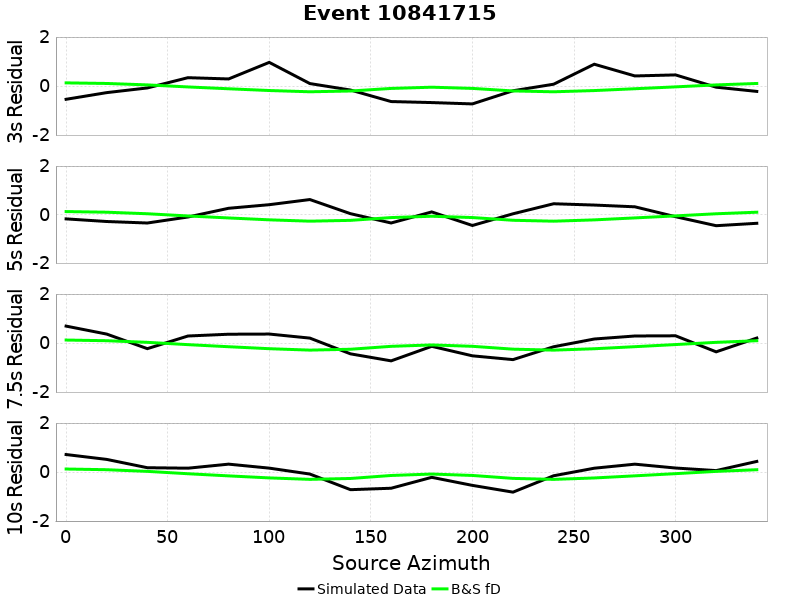 Event 10841715
3s Residual
2
0
-2
5s Residual
2
0
-2
7.5s Residual
2
0
-2
10s Residual
2
0
-2
0 50 100 150 200 250 300
Source Azimuth
Simulated Data B&S fD